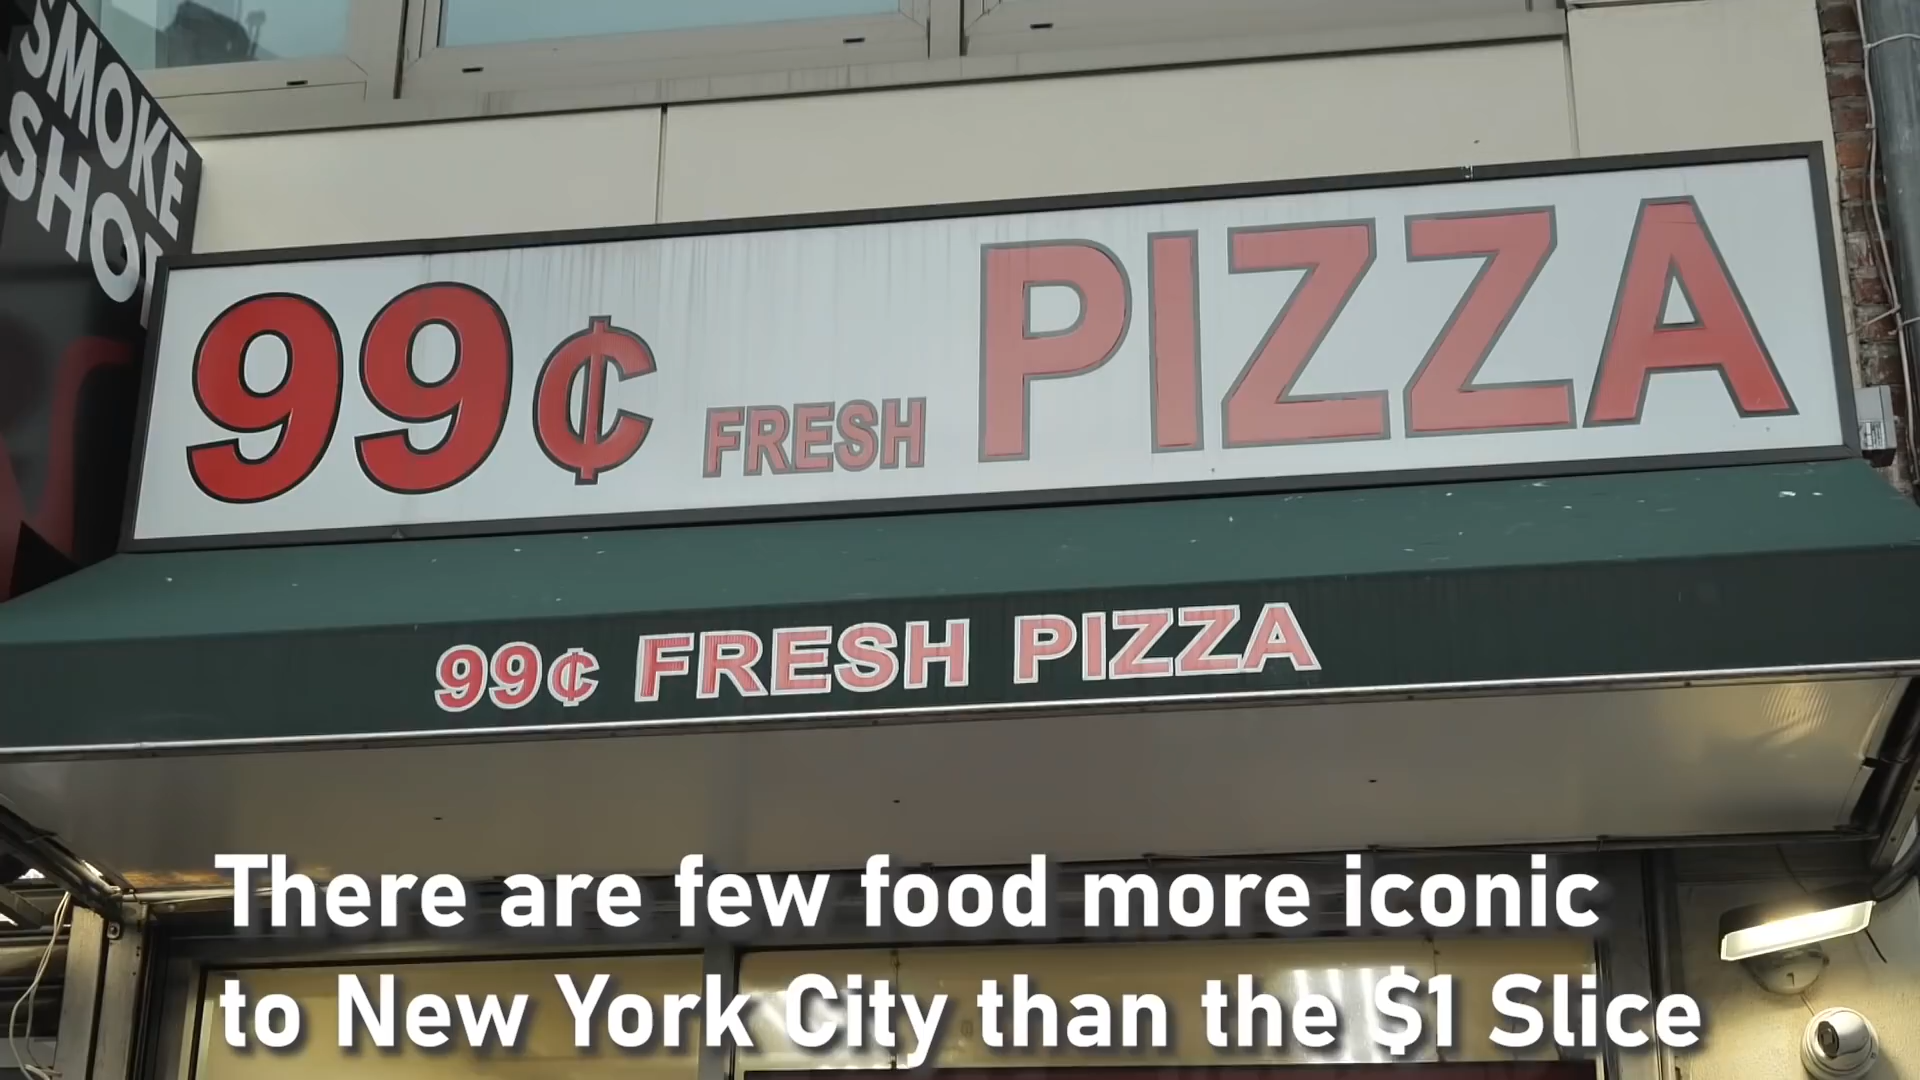 SMOKE
SHOP
99¢ FRESH PIZZA
99¢ FRESH PIZZA
There are few food more iconic
to New York City than the $1 Slice